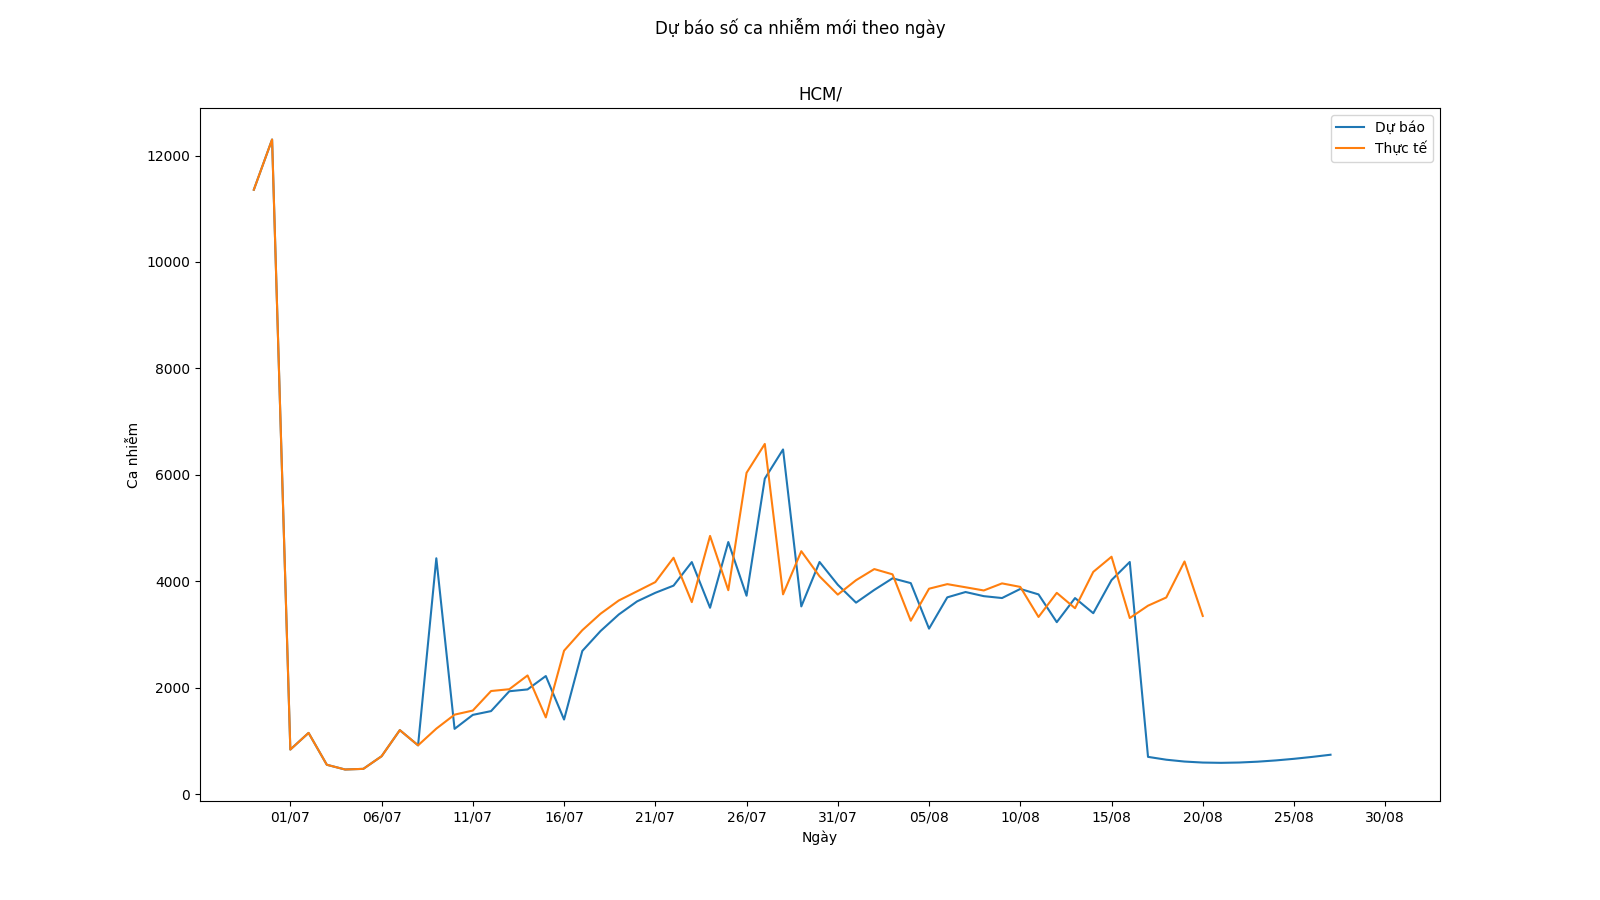 Dự báo số ca nhiễm mới theo ngày
HCM/
Dự báo
Thực tế
12000
10000
8000
6000
4000
2000
0
Ca nhiễm
01/07 06/07 11/07 16/07 21/07 26/07 31/07 05/08 10/08 15/08 20/08 25/08 30/08
Ngày